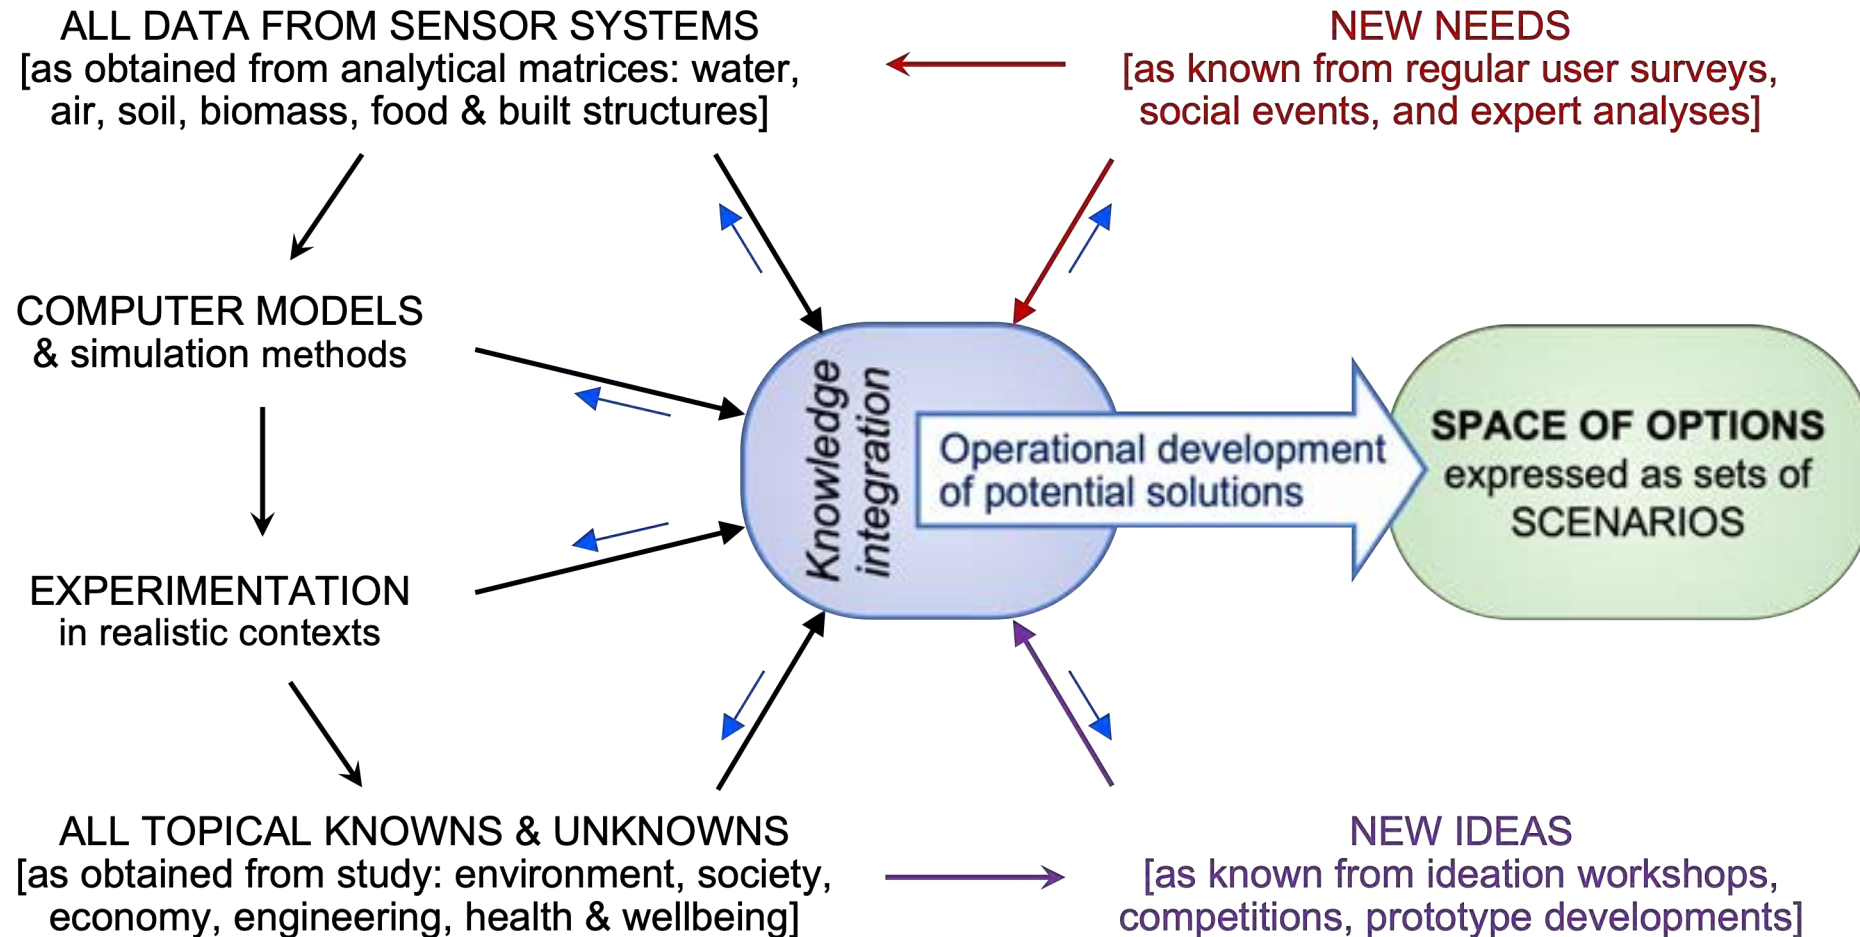 ALL DATA FROM SENSOR SYSTEMS
[as obtained from analytical matrices: water,
air, soil, biomass, food & built structures]
NEW NEEDS
[as known from regular user surveys,
social events, and expert analyses]
COMPUTER MODELS
& simulation methods
Knowledge
integration
Operational development
of potential solutions
SPACE OF OPTIONS
expressed as sets of
SCENARIOS
EXPERIMENTATION
in realistic contexts
ALL TOPICAL KNOWNS & UNKNOWNS
[as obtained from study: environment, society,
economy, engineering, health & wellbeing]
NEW IDEAS
[as known from ideation workshops,
competitions, prototype developments]